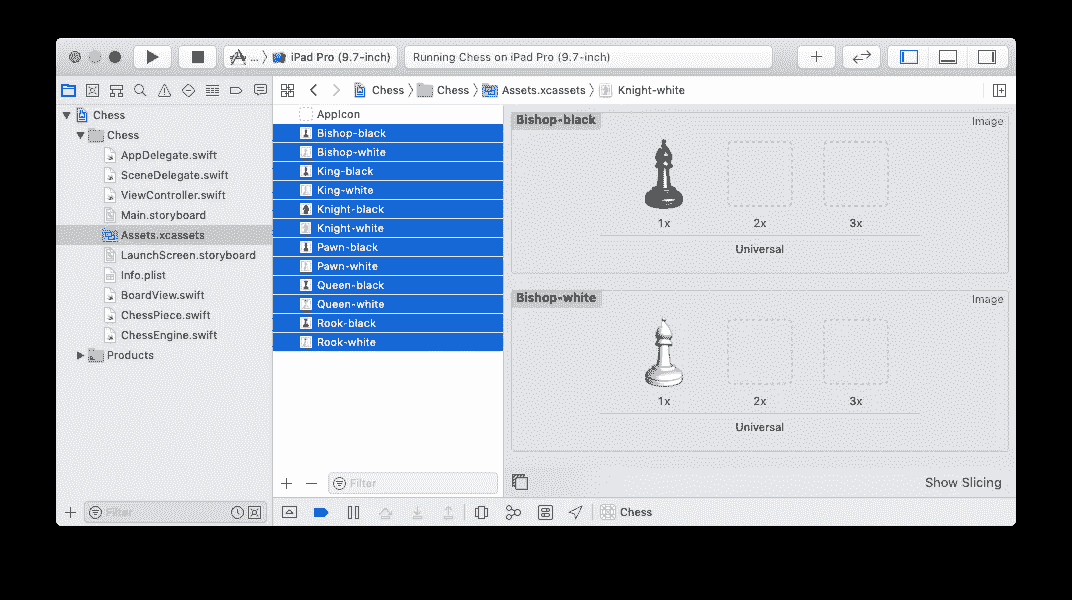 ... iPad Pro (9.7-inch)
Running Chess on iPad Pro (9.7-inch)
Chess
Chess
AppDelegate.swift
SceneDelegate.swift
ViewController.swift
Main.storyboard
Assets.xcassets
LaunchScreen.storyboard
Info.plist
BoardView.swift
ChessPiece.swift
ChessEngine.swift
Products
Filter
Chess 〉 Chess 〉 Assets.xcassets 〉 Knight-white
AppIcon
Bishop-black
Bishop-white
King-black
King-white
Knight-black
Knight-white
Pawn-black
Pawn-white
Queen-black
Queen-white
Rook-black
Rook-white
Filter
Bishop-black
Image
1x 2x 3x
Universal
Bishop-white
Image
1x 2x 3x
Universal
Show Slicing
Chess